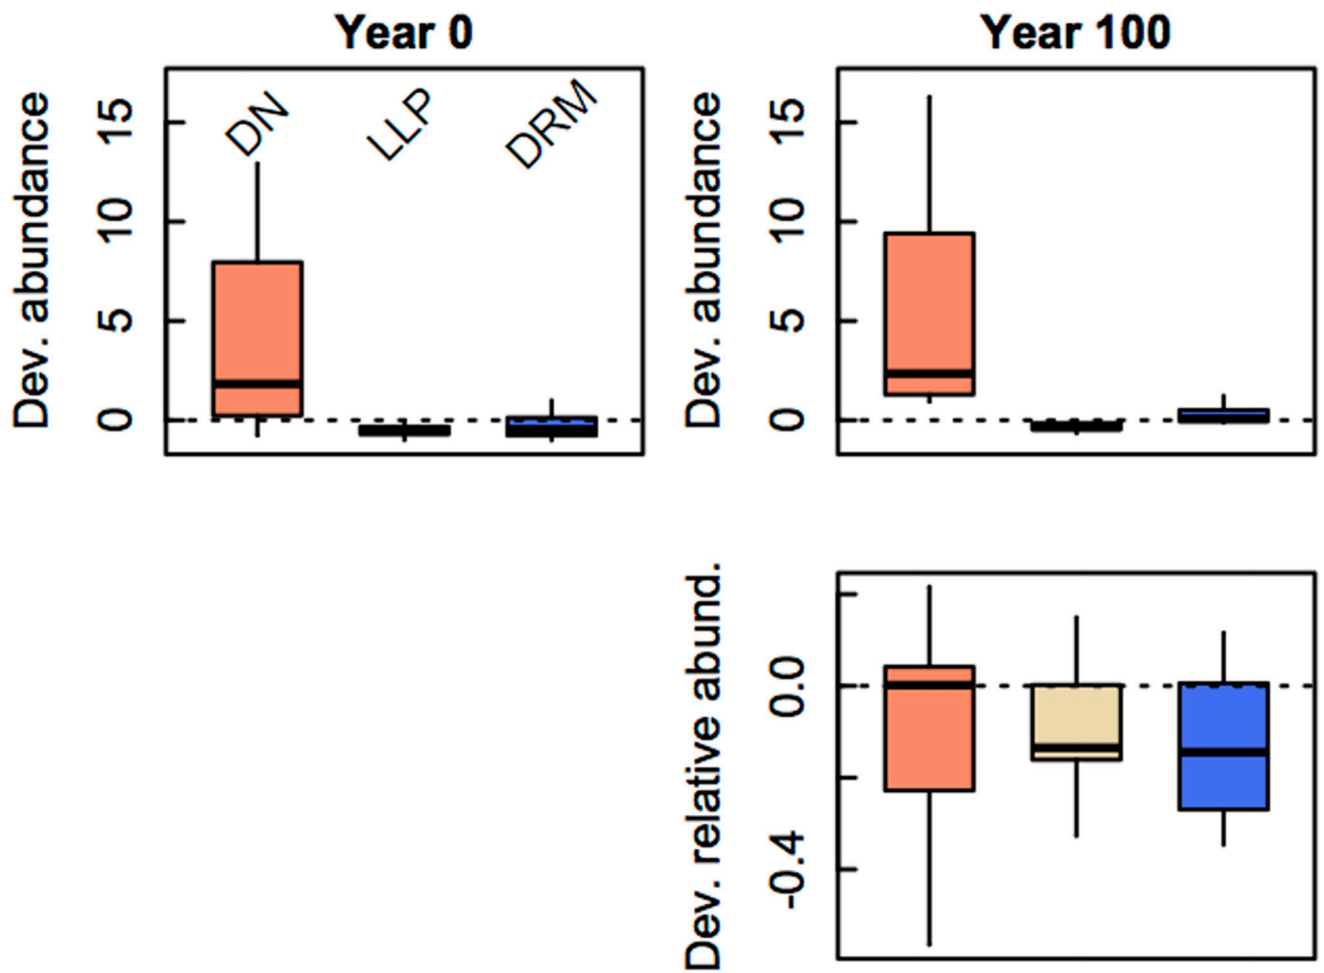 Year 0
Year 100
Dev. abundance
15
10
5
0
DN
LLP
DRM
Dev. abundance
15
10
5
0
Dev. relative abund.
0.0
-0.4